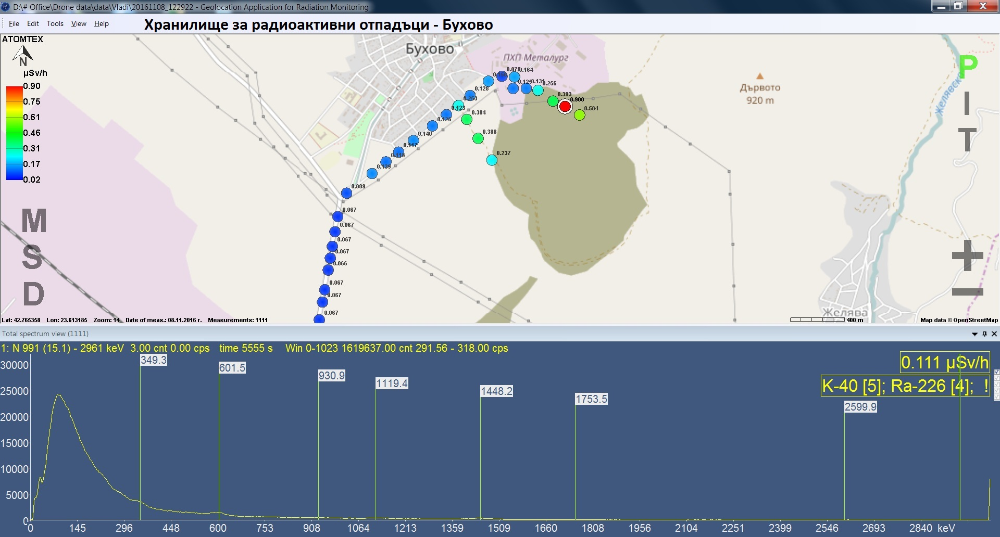 D:\# Office\Drone data\data\Vladi\20161108_122922 - Geolocation Application for Radiation Monitoring
File Edit Tools View Help
Хранилище за радиоактивни отпадъци - Бухово
ATOMTEX
N
µSv/h
0.90
0.75
0.61
0.46
0.31
0.17
0.02
M
S
D
P
I
T
+
−
Бухово
ПХП Металург
Дървото
920 m
Желявска
Желява
0.079
0.164
0.128
0.125
0.131
0.256
0.393
0.900
0.584
0.253
0.123
0.384
0.126
0.388
0.140
0.117
0.237
0.118
0.139
0.089
0.067
0.067
0.067
0.067
0.066
0.067
0.067
0.067
Lat: 42.765358 Lon: 23.613185 Zoom: 14 Date of meas.: 08.11.2016 г. Measurements: 1111
400 m
Map data © OpenStreetMap
Total spectrum view (1111)
1: N 991 (15.1) - 2961 keV 3.00 cnt 0.00 cps time 5555 s Win 0-1023 1619637.00 cnt 291.56 - 318.00 cps
0.111 µSv/h
K-40 [5]; Ra-226 [4]; !
349.3
601.5
930.9
1119.4
1448.2
1753.5
2599.9
30000
25000
20000
15000
10000
5000
0
0 145 296 448 600 753 908 1064 1213 1359 1509 1660 1808 1956 2104 2251 2399 2546 2693 2840 keV